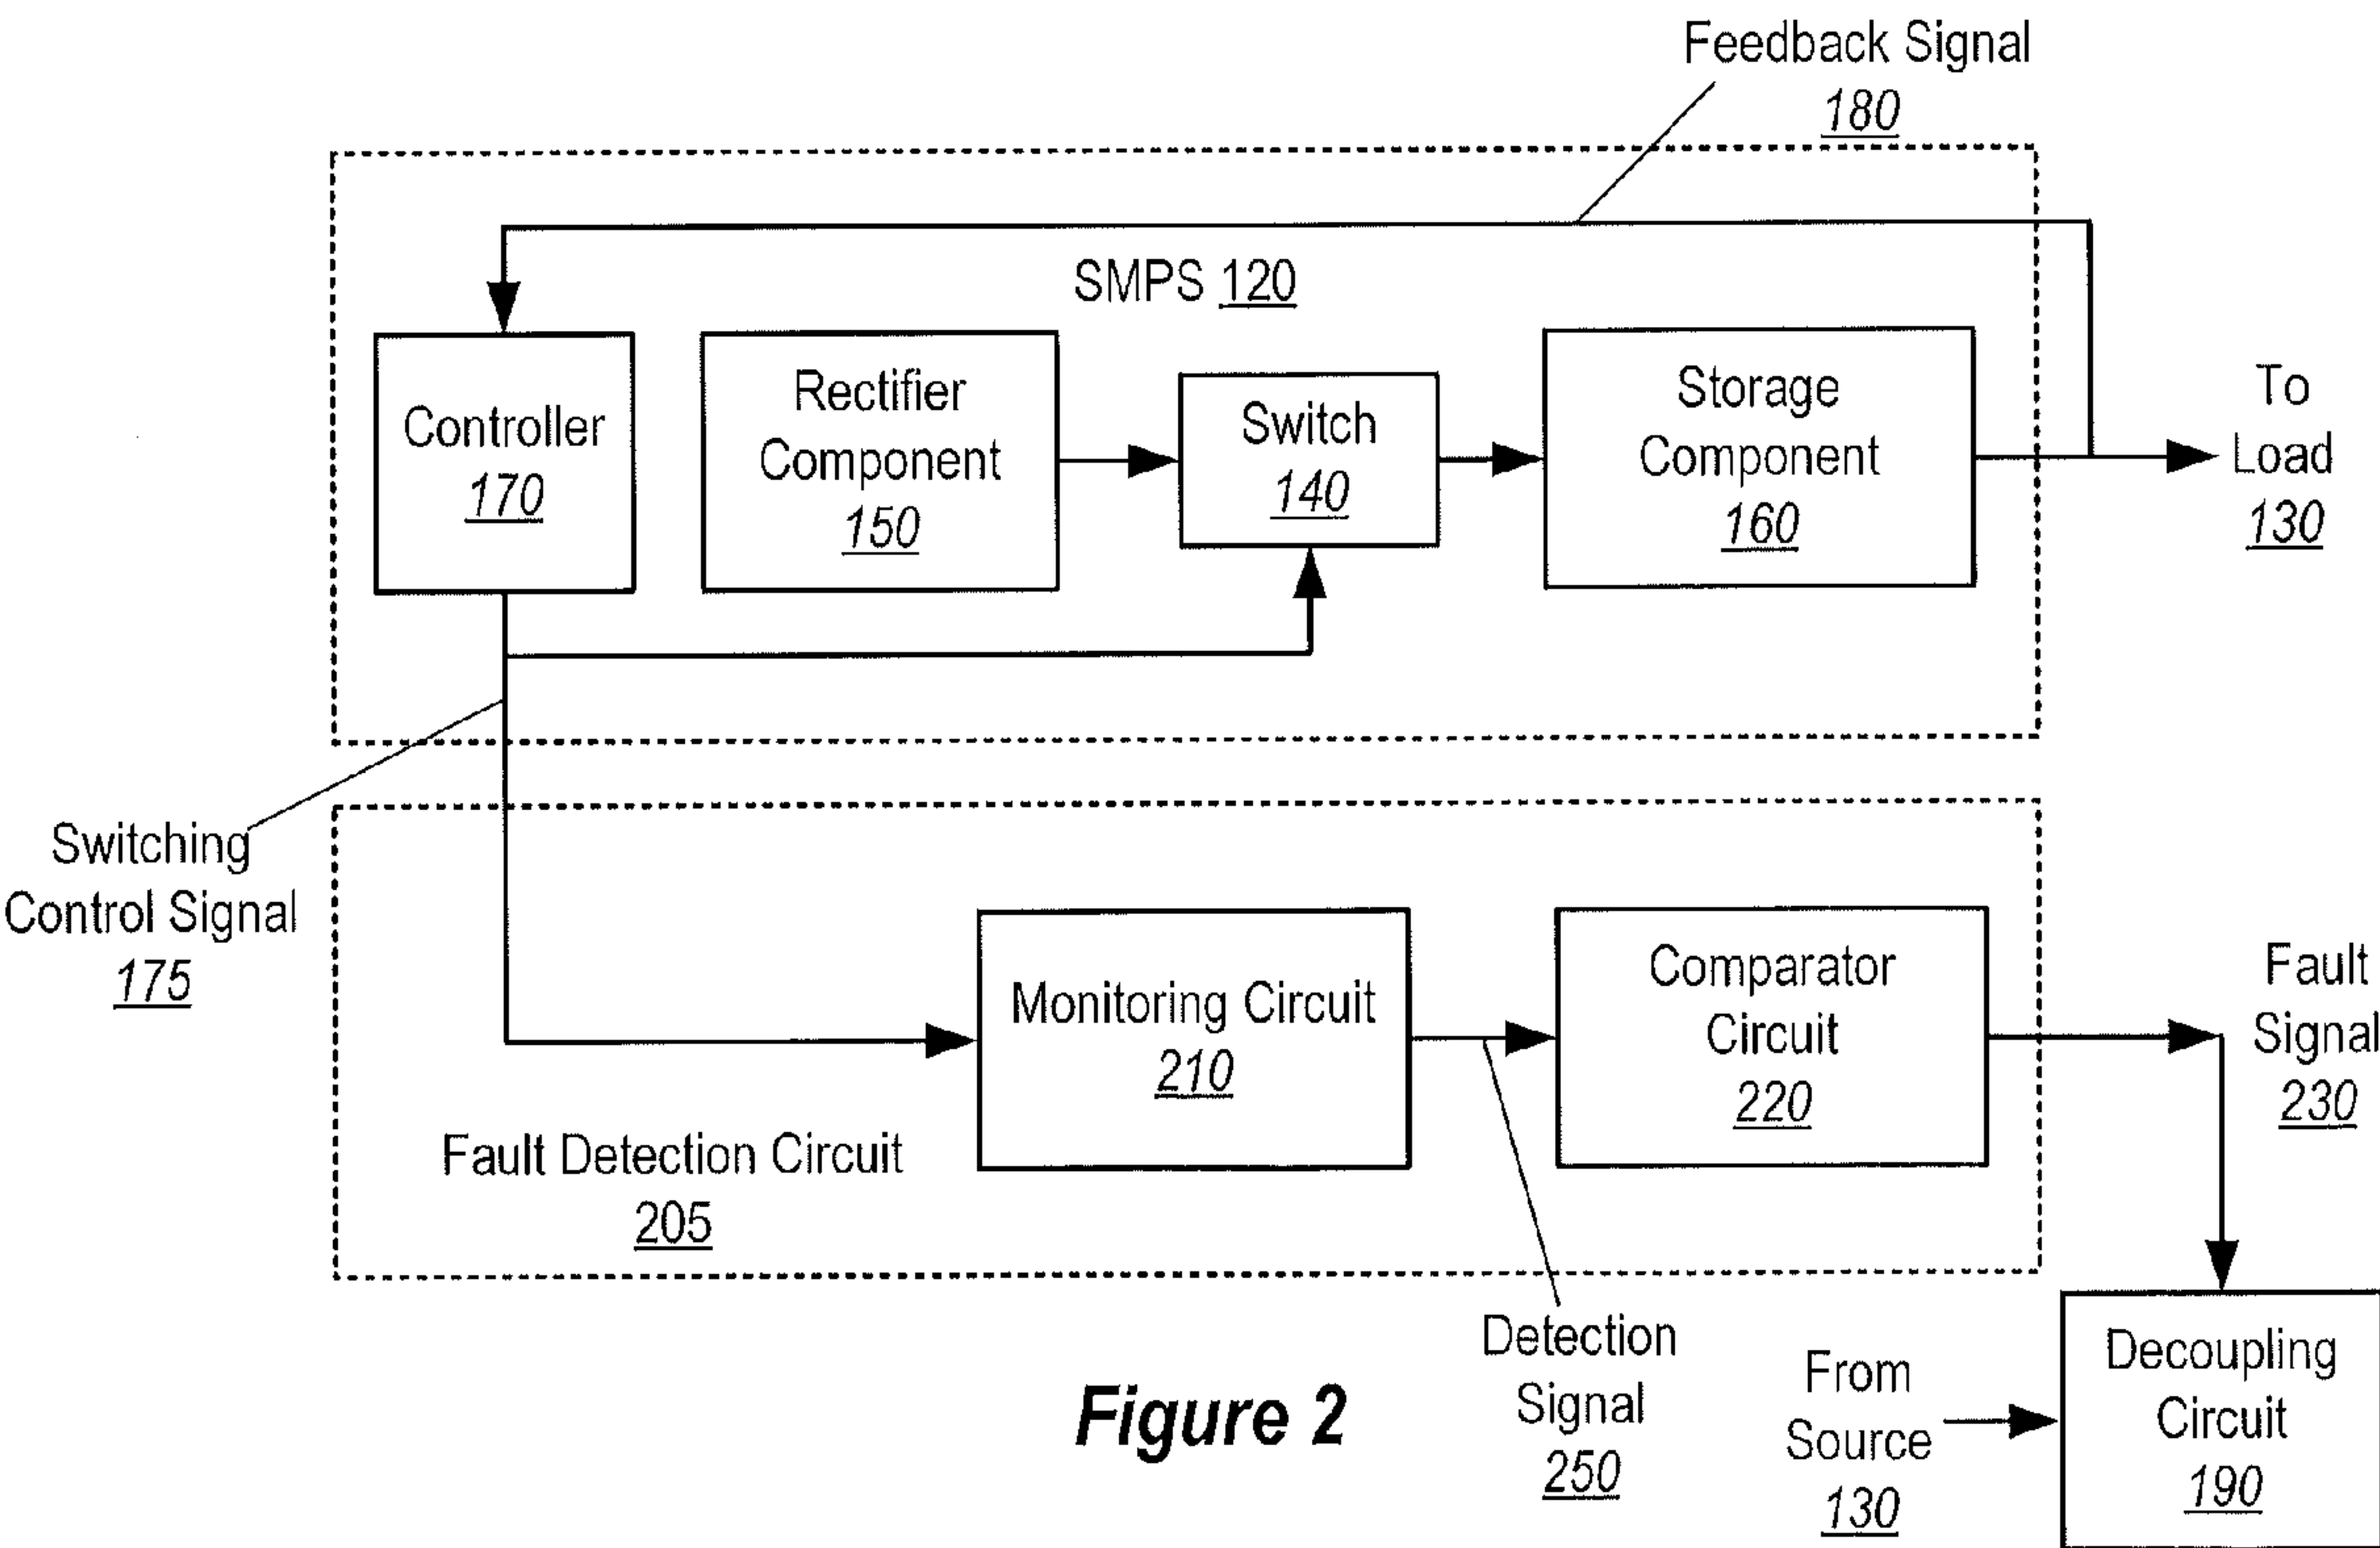 Feedback Signal
180
SMPS 120
Controller
170
Rectifier
Component
150
Switch
140
Storage
Component
160
To
Load
130
Switching
Control Signal
175
Monitoring Circuit
210
Comparator
Circuit
220
Fault
Signal
230
Fault Detection Circuit
205
Detection
Signal
250
From
Source
130
Decoupling
Circuit
190
Figure 2